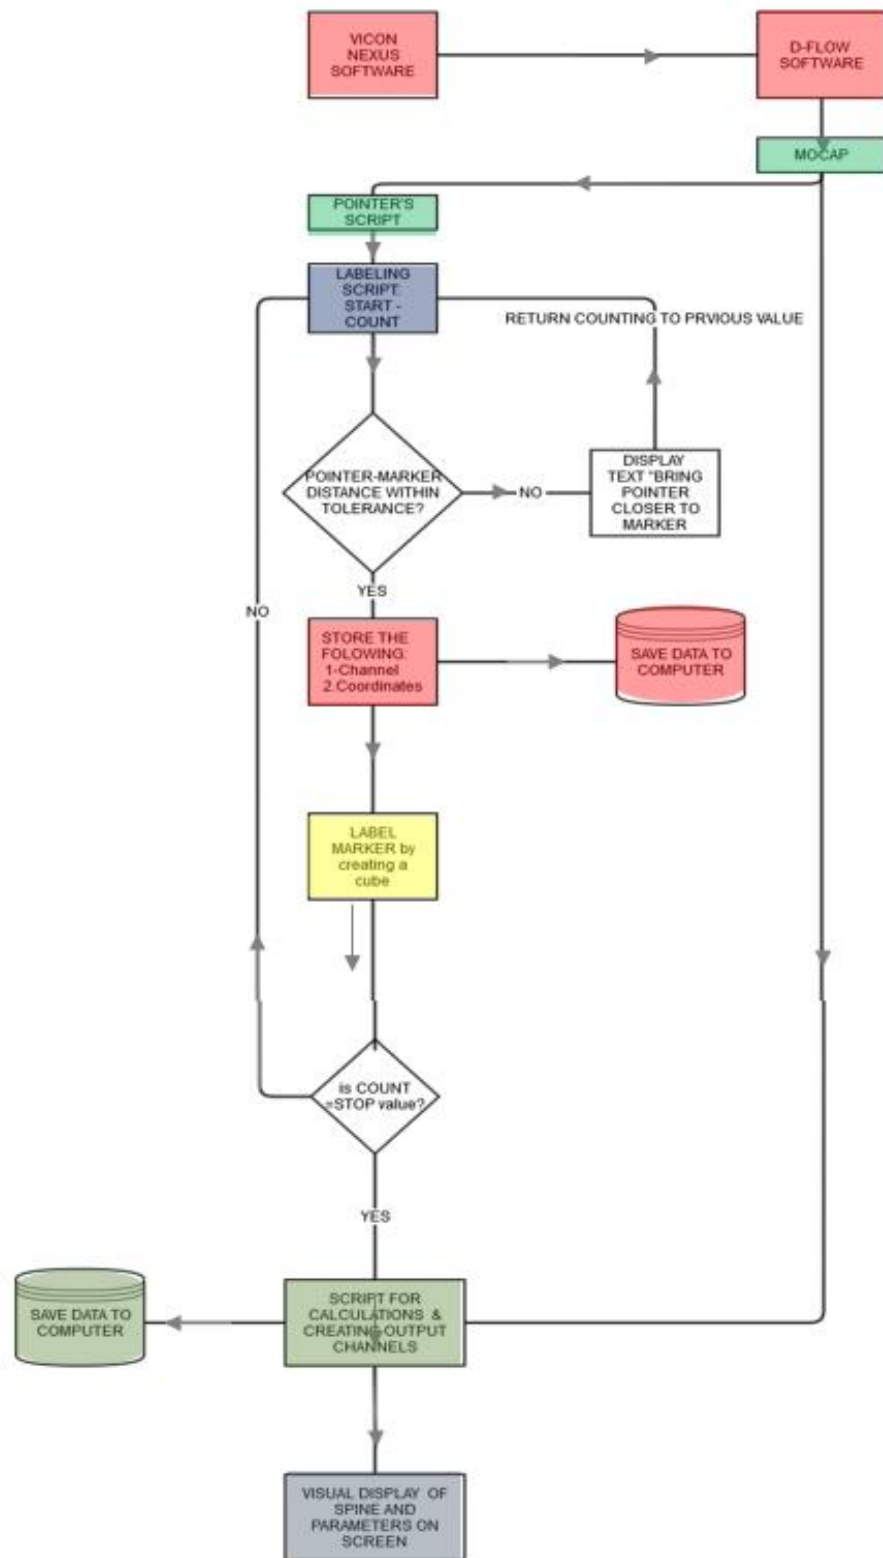 VICON
NEXUS
SOFTWARE
D-FLOW
SOFTWARE
MOCAP
POINTER'S
SCRIPT
LABELING
SCRIPT:
START -
COUNT
RETURN COUNTING TO PRVIOUS VALUE
POINTER-MARKER
DISTANCE WITHIN
TOLERANCE?
NO
DISPLAY
TEXT "BRING
POINTER
CLOSER TO
MARKER
YES
NO
STORE THE
FOLOWING:
1-Channel
2.Coordinates
SAVE DATA TO
COMPUTER
LABEL
MARKER by
creating a
cube
is COUNT
=STOP value?
YES
SAVE DATA TO
COMPUTER
SCRIPT FOR
CALCULATIONS &
CREATING OUTPUT
CHANNELS
VISUAL DISPLAY OF
SPINE AND
PARAMETERS ON
SCREEN